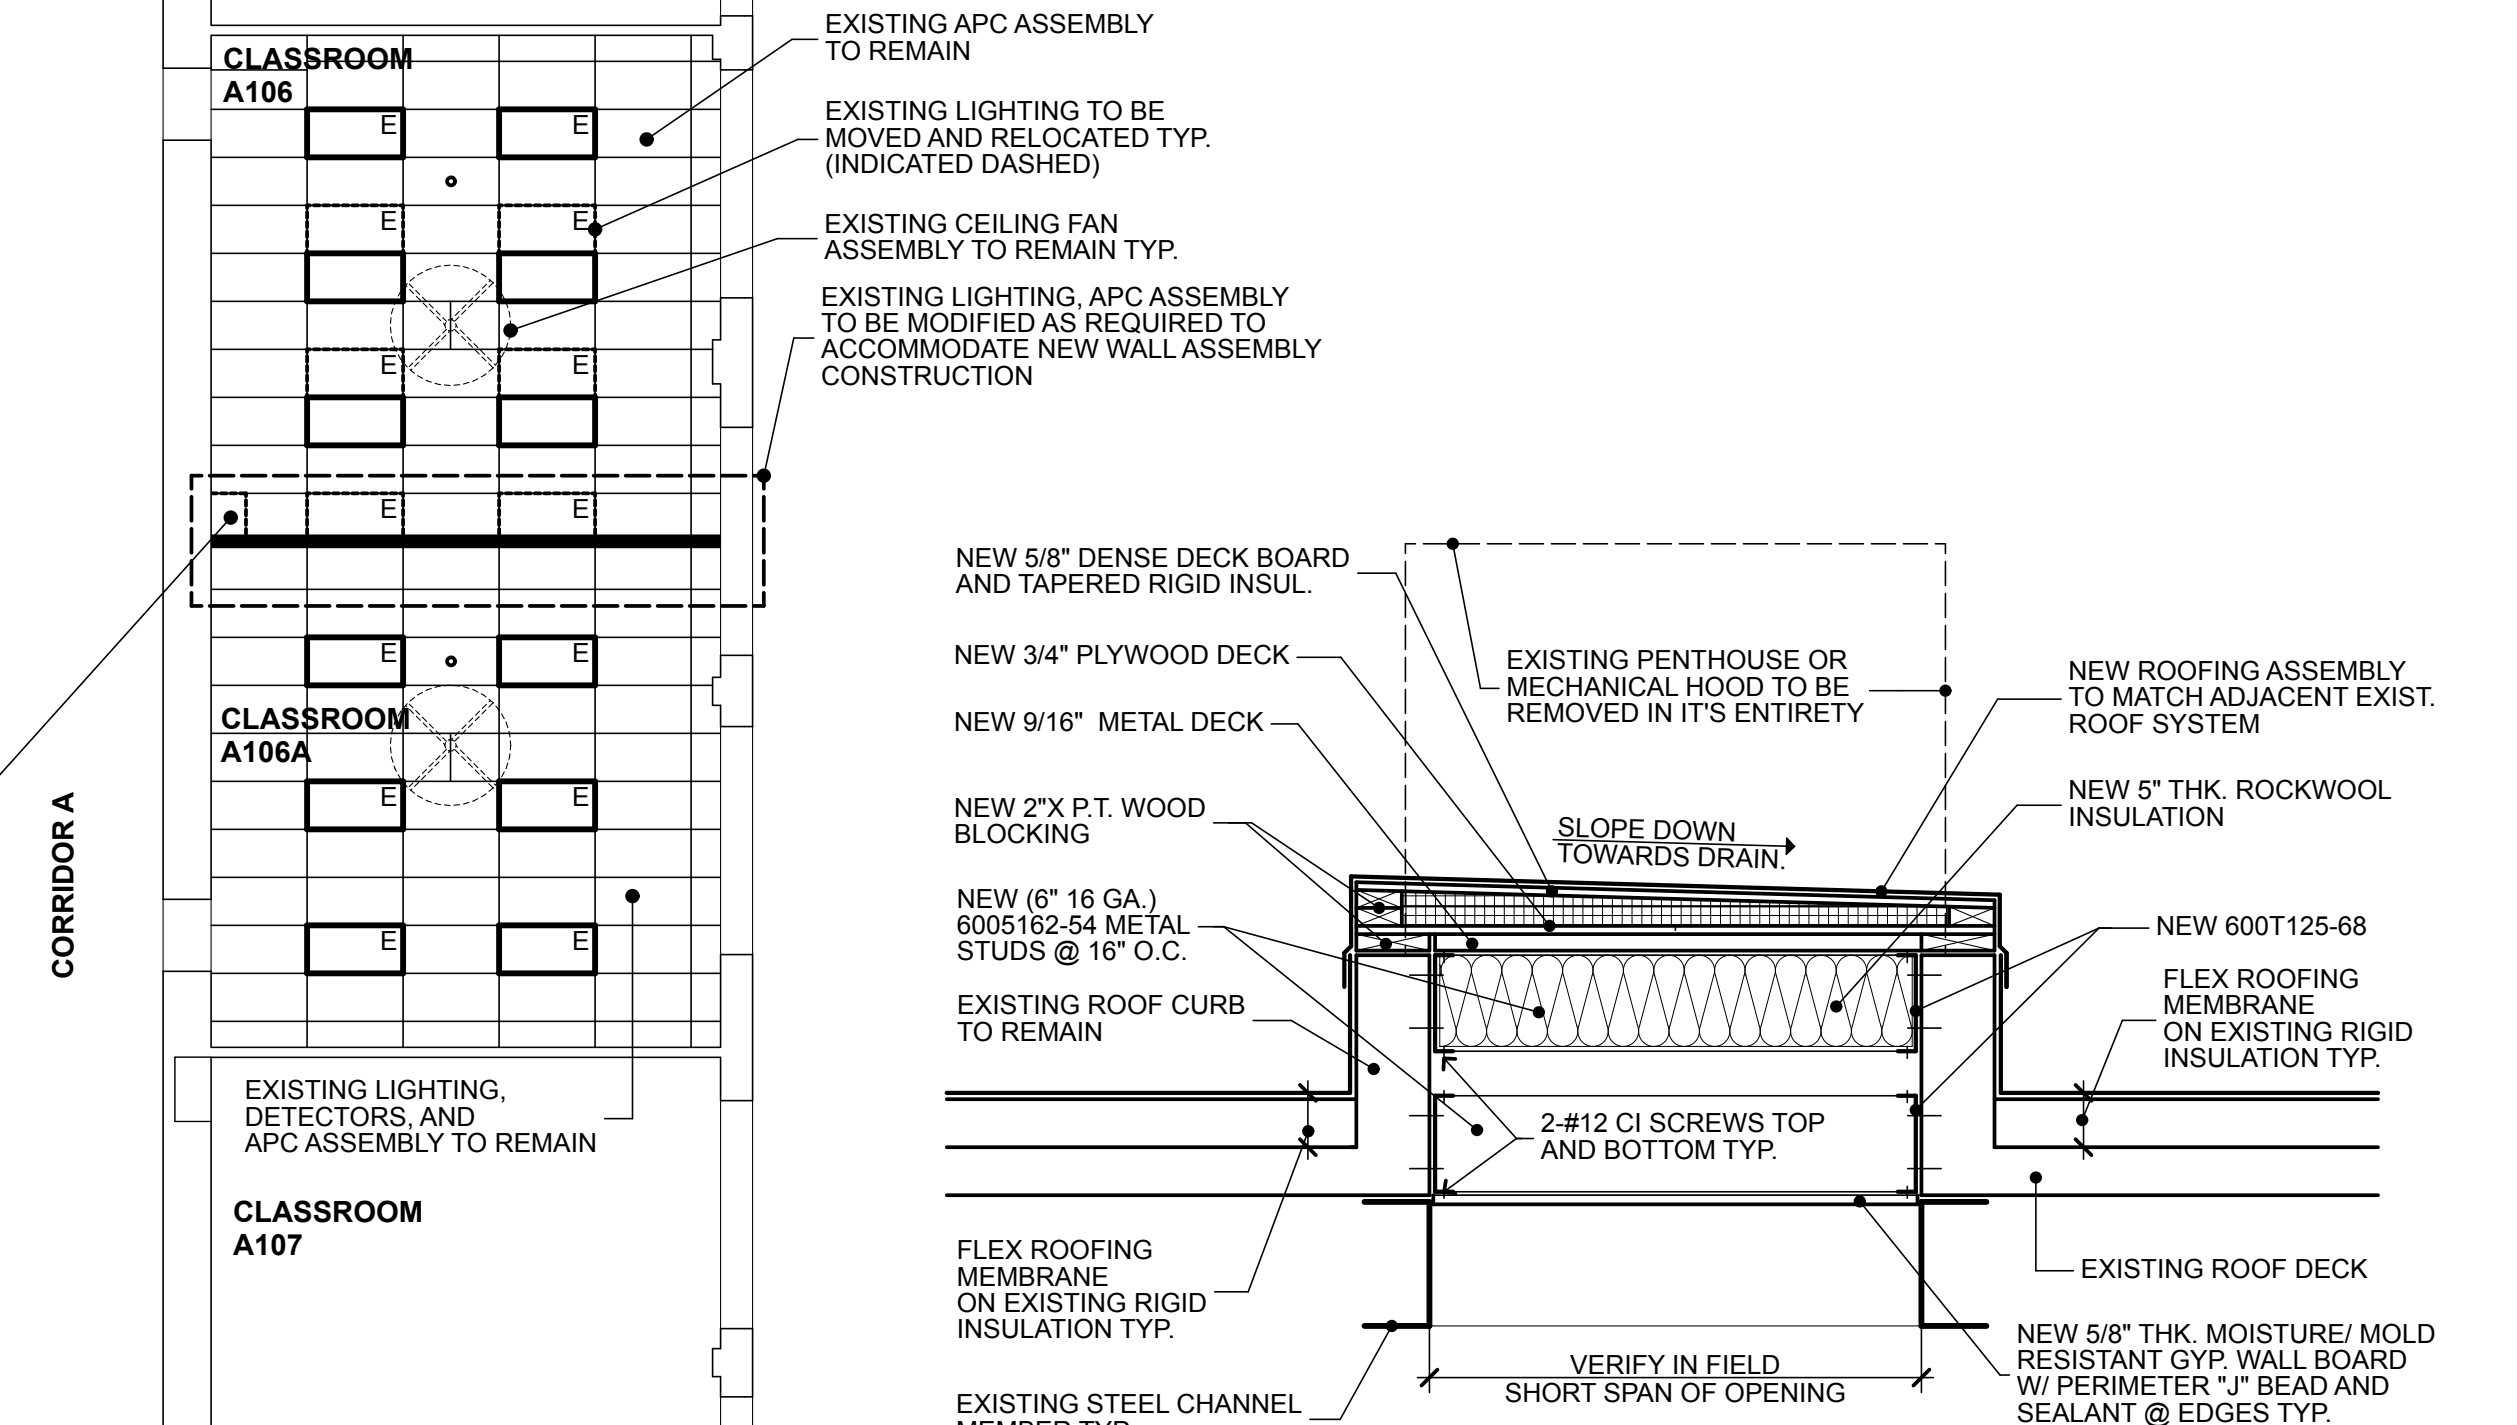 CLASSROOM
A106
E
E
E
E
E
E
E
E
E
E
CLASSROOM
A106A
E
E
E
E
CORRIDOR A
EXISTING LIGHTING,
DETECTORS, AND
APC ASSEMBLY TO REMAIN
CLASSROOM
A107
EXISTING APC ASSEMBLY
TO REMAIN
EXISTING LIGHTING TO BE
MOVED AND RELOCATED TYP.
(INDICATED DASHED)
EXISTING CEILING FAN
ASSEMBLY TO REMAIN TYP.
EXISTING LIGHTING, APC ASSEMBLY
TO BE MODIFIED AS REQUIRED TO
ACCOMMODATE NEW WALL ASSEMBLY
CONSTRUCTION
NEW 5/8" DENSE DECK BOARD
AND TAPERED RIGID INSUL.
NEW 3/4" PLYWOOD DECK
NEW 9/16" METAL DECK
NEW 2"X P.T. WOOD
BLOCKING
NEW (6" 16 GA.)
6005162-54 METAL
STUDS @ 16" O.C.
EXISTING ROOF CURB
TO REMAIN
FLEX ROOFING
MEMBRANE
ON EXISTING RIGID
INSULATION TYP.
EXISTING STEEL CHANNEL
MEMBER TYP.
EXISTING PENTHOUSE OR
MECHANICAL HOOD TO BE
REMOVED IN IT'S ENTIRETY
SLOPE DOWN
TOWARDS DRAIN.
2-#12 CI SCREWS TOP
AND BOTTOM TYP.
VERIFY IN FIELD
SHORT SPAN OF OPENING
NEW ROOFING ASSEMBLY
TO MATCH ADJACENT EXIST.
ROOF SYSTEM
NEW 5" THK. ROCKWOOL
INSULATION
NEW 600T125-68
FLEX ROOFING
MEMBRANE
ON EXISTING RIGID
INSULATION TYP.
EXISTING ROOF DECK
NEW 5/8" THK. MOISTURE/ MOLD
RESISTANT GYP. WALL BOARD
W/ PERIMETER "J" BEAD AND
SEALANT @ EDGES TYP.